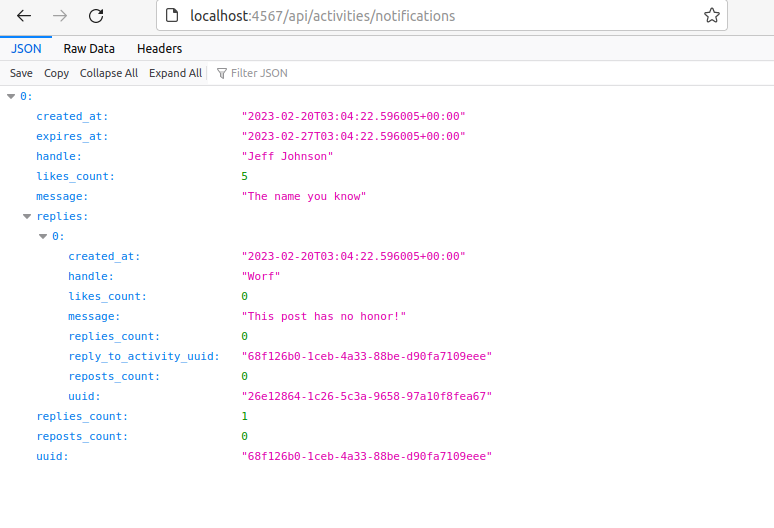 localhost:4567/api/activities/notifications
JSON Raw Data Headers
Save Copy Collapse All Expand All Filter JSON
0:
created_at: "2023-02-20T03:04:22.596005+00:00"
expires_at: "2023-02-27T03:04:22.596005+00:00"
handle: "Jeff Johnson"
likes_count: 5
message: "The name you know"
replies:
0:
created_at: "2023-02-20T03:04:22.596005+00:00"
handle: "Worf"
likes_count: 0
message: "This post has no honor!"
replies_count: 0
reply_to_activity_uuid: "68f126b0-1ceb-4a33-88be-d90fa7109eee"
reposts_count: 0
uuid: "26e12864-1c26-5c3a-9658-97a10f8fea67"
replies_count: 1
reposts_count: 0
uuid: "68f126b0-1ceb-4a33-88be-d90fa7109eee"